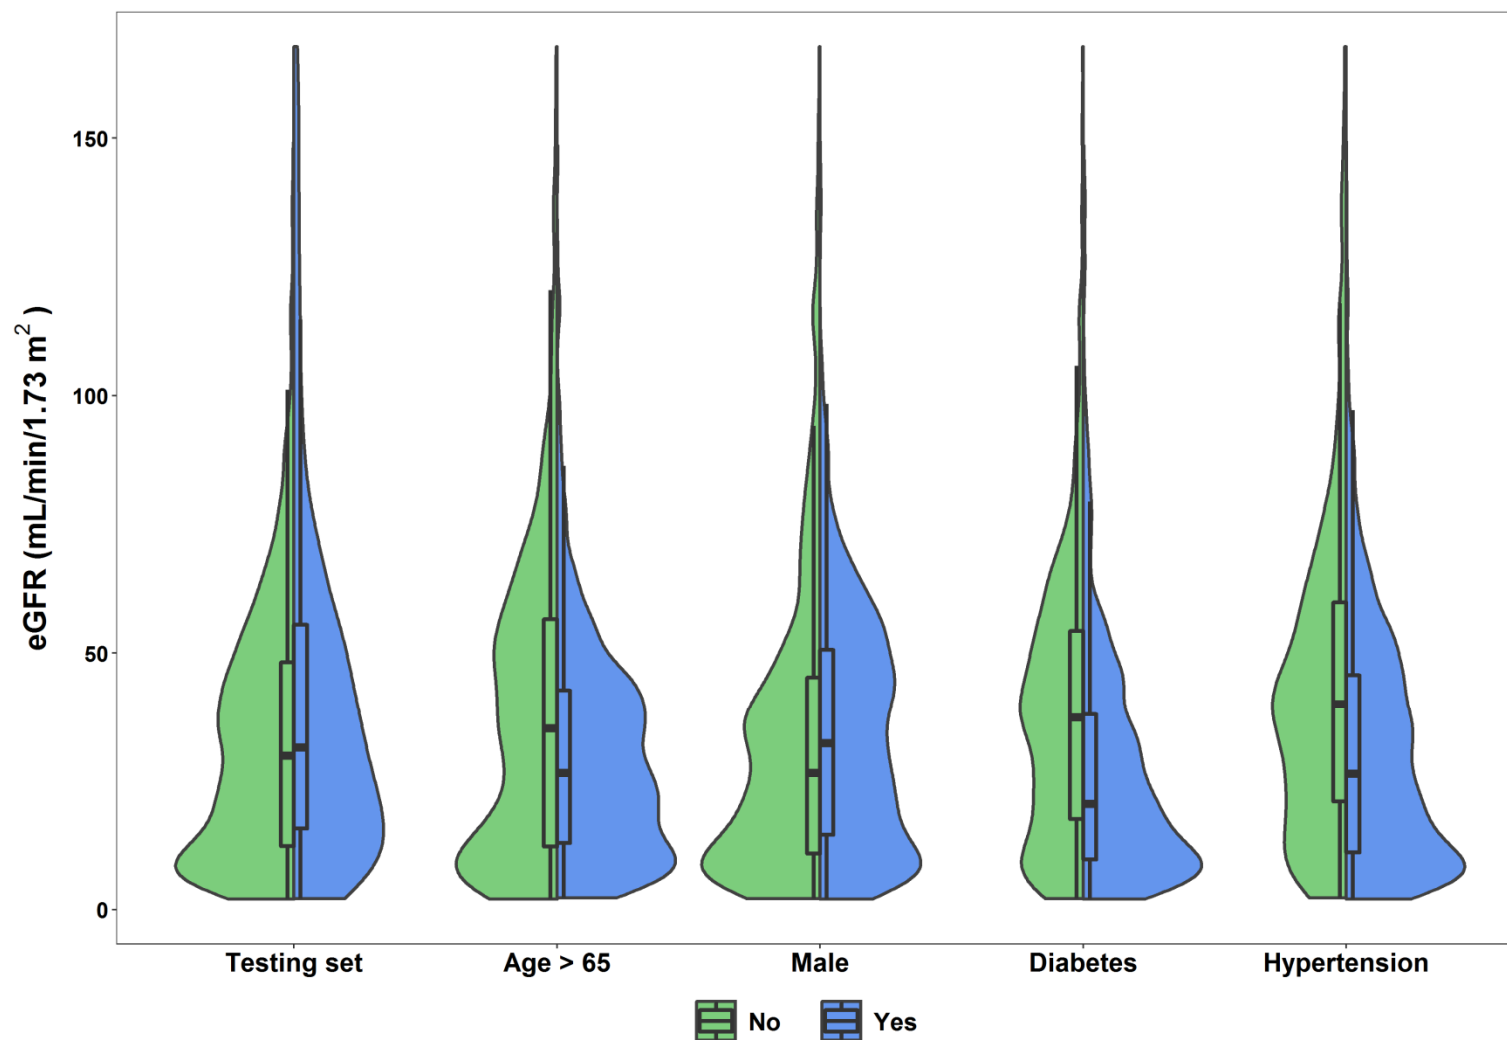 eGFR (mL/min/1.73 m²)
150
100
50
0
Testing set Age > 65 Male Diabetes Hypertension
No Yes